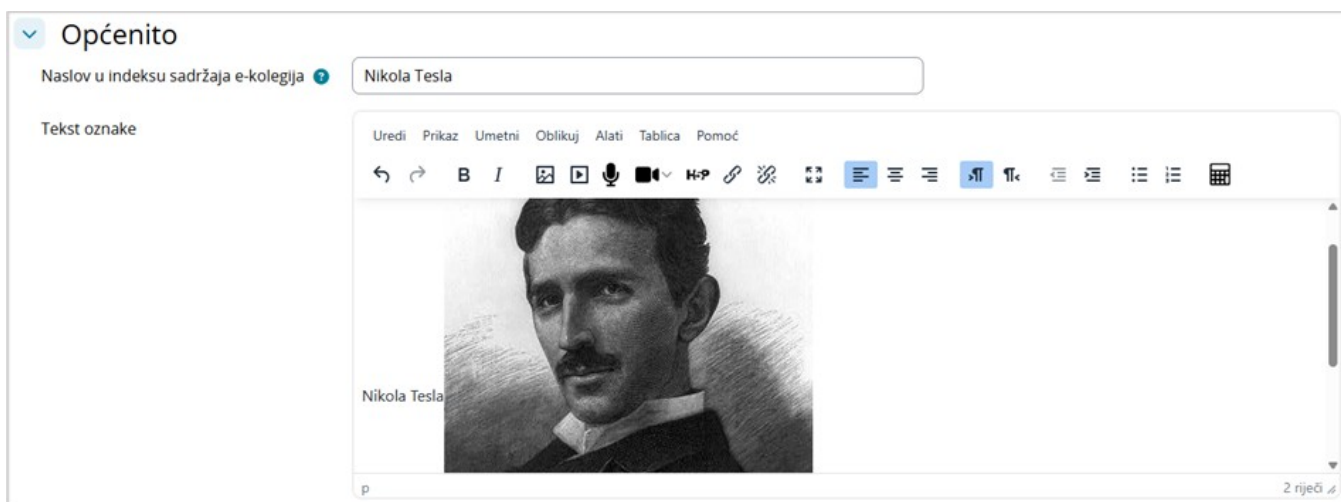 Općenito
Naslov u indeksu sadržaja e-kolegija ?
Nikola Tesla
Tekst oznake
Uredi Prikaz Umetni Oblikuj Alati Tablica Pomoć
B I H5P
Nikola Tesla
p 2 riječi